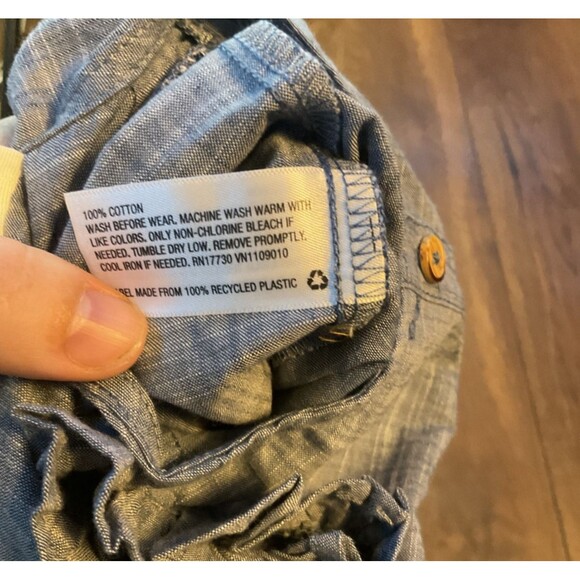 100% COTTON
WASH BEFORE WEAR. MACHINE WASH WARM WITH
LIKE COLORS. ONLY NON-CHLORINE BLEACH IF
NEEDED. TUMBLE DRY LOW. REMOVE PROMPTLY.
COOL IRON IF NEEDED. RN17730 VN1109010
MADE FROM 100% RECYCLED PLASTIC